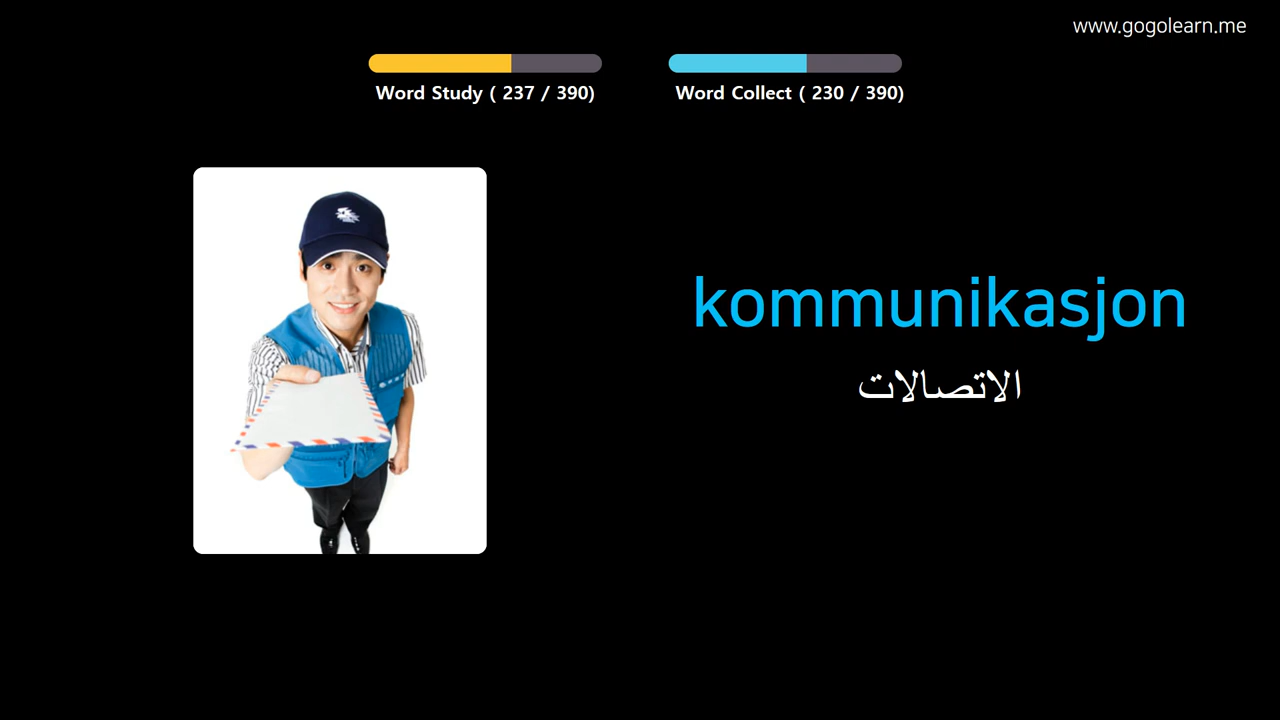 www.gogolearn.me
Word Study ( 237 / 390)
Word Collect ( 230 / 390)
kommunikasjon
الاتصالات